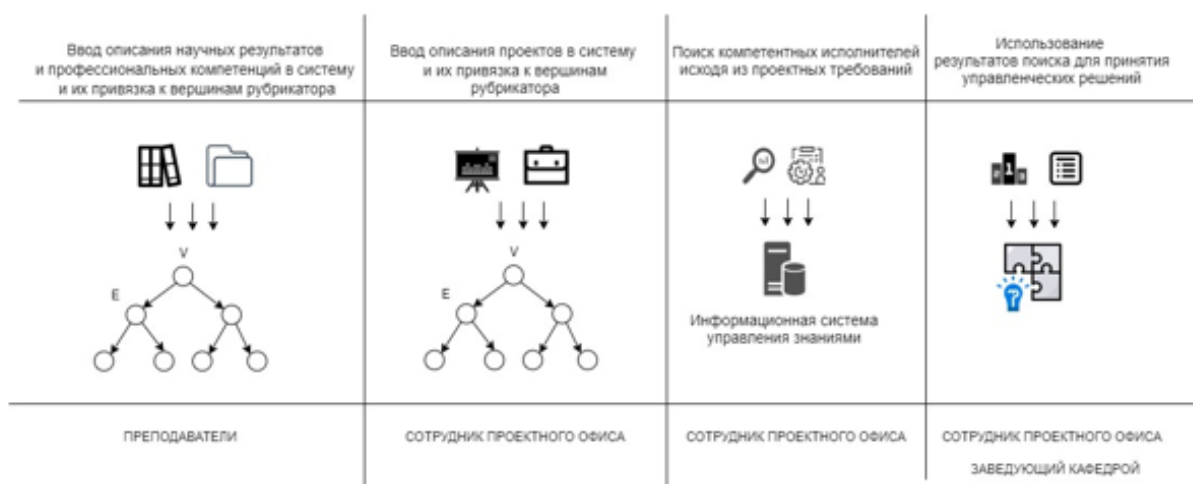 Ввод описания научных результатов
и профессиональных компетенций в систему
и их привязка к вершинам рубрикатора
Ввод описания проектов в систему
и их привязка к вершинам
рубрикатора
Поиск компетентных исполнителей
исходя из проектных требований
Использование
результатов поиска для принятия
управленческих решений
V
E
V
E
1
?
Информационная система
управления знаниями
ПРЕПОДАВАТЕЛИ
СОТРУДНИК ПРОЕКТНОГО ОФИСА
СОТРУДНИК ПРОЕКТНОГО ОФИСА
СОТРУДНИК ПРОЕКТНОГО ОФИСА
ЗАВЕДУЮЩИЙ КАФЕДРОЙ